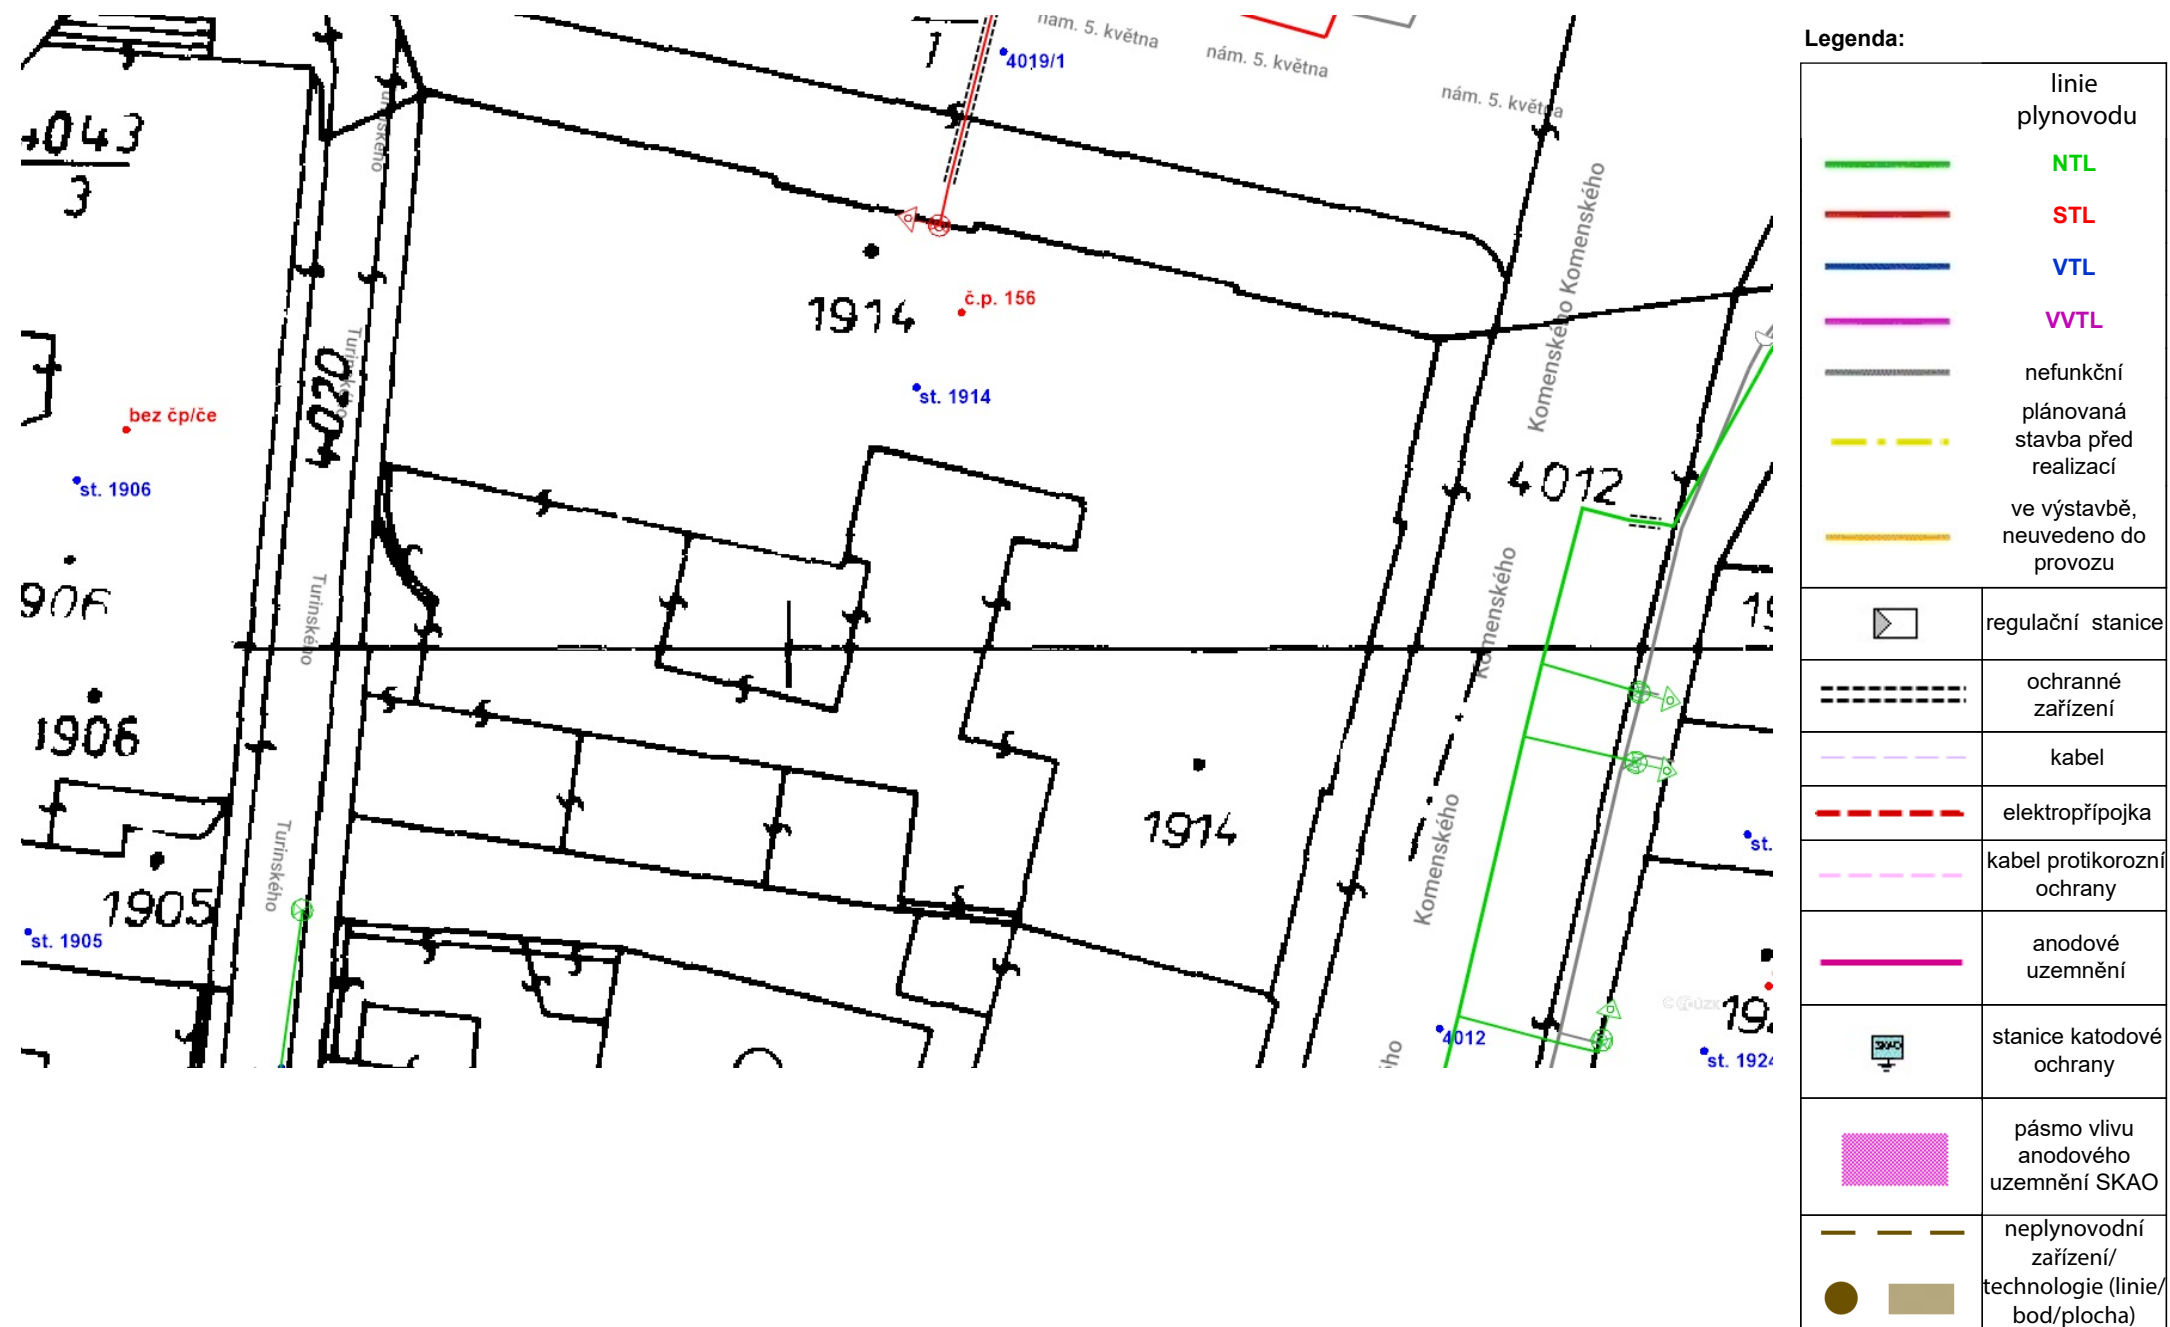 nám. 5. května
nám. 5. května
nám. 5. května
1
4019/1
Turinského
4043
3
Komenského Komenského
1914
č.p. 156
st. 1914
Turinského
4020
bez čp/če
st. 1906
4012
906
Turinského
Komenského
1906
1914
Komenského
Turinského
1905
st. 1905
st.
4012
st. 1924
© ČÚZK
Legenda:
linie
plynovodu
NTL
STL
VTL
VVTL
nefunkční
plánovaná
stavba před
realizací
ve výstavbě,
neuvedeno do
provozu
regulační stanice
ochranné
zařízení
kabel
elektropřípojka
kabel protikorozní
ochrany
anodové
uzemnění
SKAO
stanice katodové
ochrany
pásmo vlivu
anodového
uzemnění SKAO
neplynovodní
zařízení/
technologie (linie/
bod/plocha)